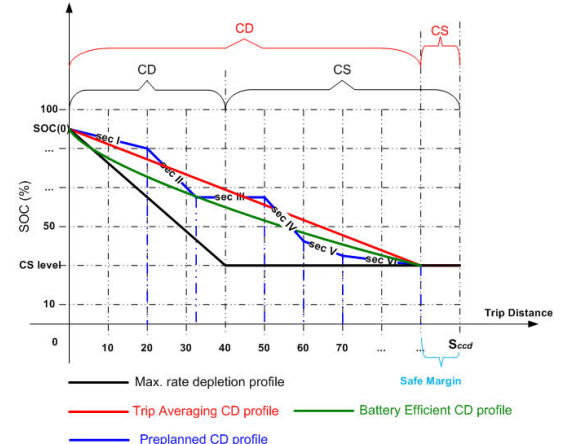 CD
CS
CD
CS
100
SOC(0)
...
...
50
CS level
10
0
SOC (%)
sec I
sec II
sec III
sec IV
sec V
sec VI
Trip Distance
10
20
30
40
50
60
70
...
...
Sccd
Safe Margin
Max. rate depletion profile
Trip Averaging CD profile
Battery Efficient CD profile
Preplanned CD profile